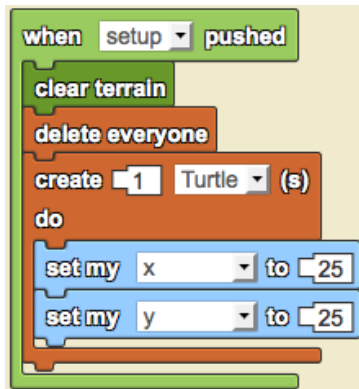 when setup pushed
clear terrain
delete everyone
create 1 Turtle (s)
do
set my x to 25
set my y to 25